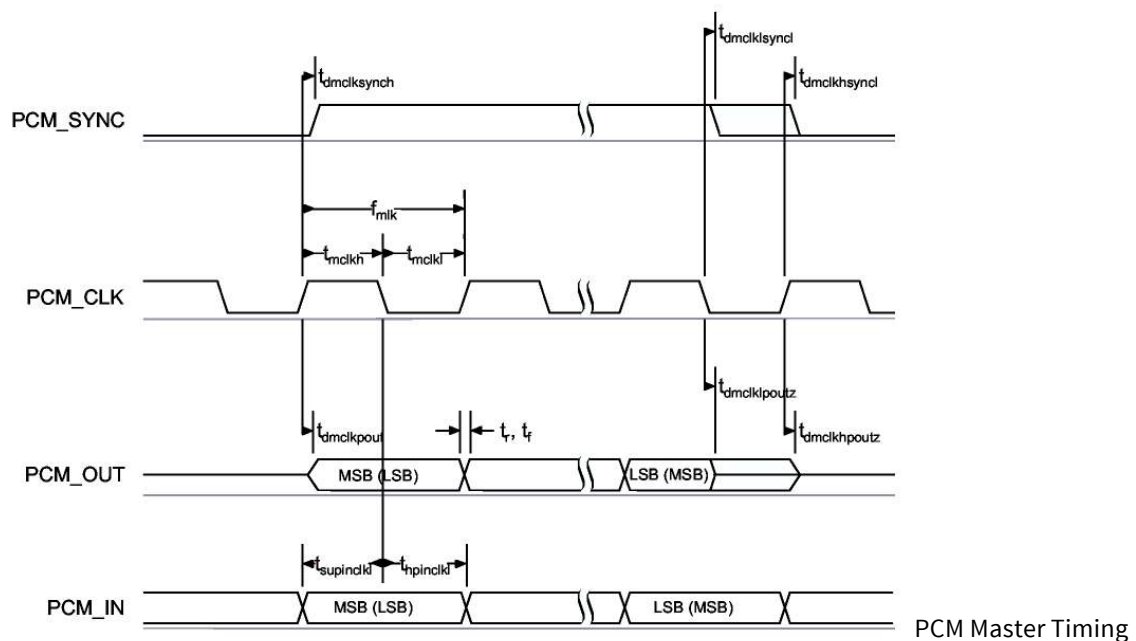 t_dmclklsyncl
t_dmclksynch
t_dmclkhsyncl
PCM_SYNC
f_mlk
t_mclkh
t_mclkl
PCM_CLK
t_dmclklpoutz
t_dmclkpout
t_r, t_f
t_dmclkhpoutz
PCM_OUT
MSB (LSB)
LSB (MSB)
t_supinclkl
t_hpinclkl
PCM_IN
MSB (LSB)
LSB (MSB)
PCM Master Timing